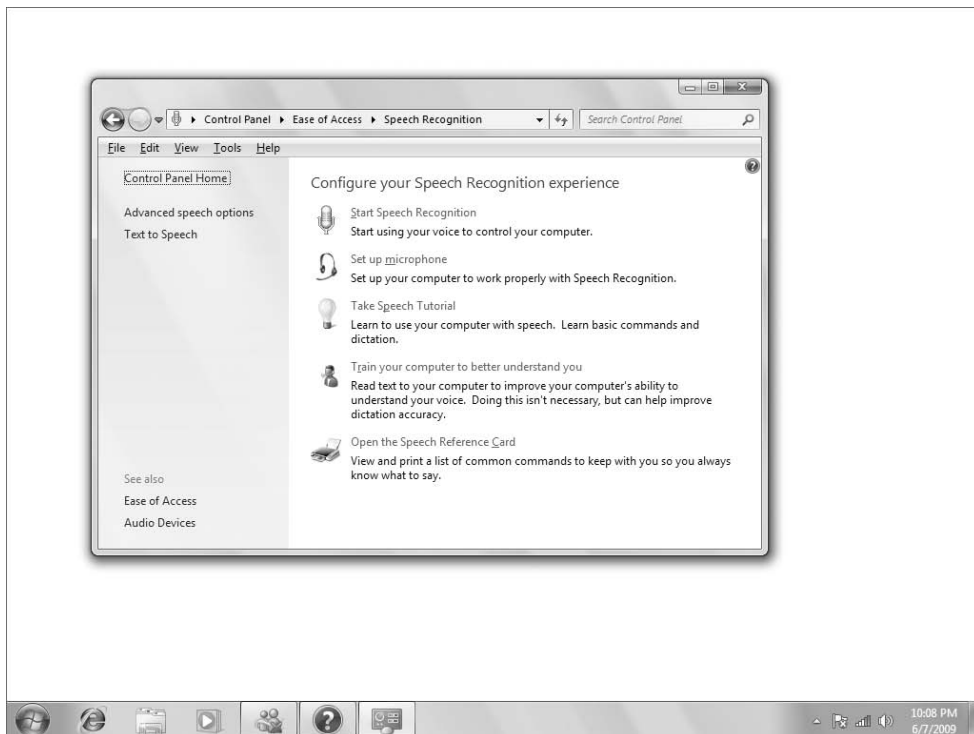 Control Panel Ease of Access Speech Recognition Search Control Panel
File Edit View Tools Help
Control Panel Home
Advanced speech options
Text to Speech
See also
Ease of Access
Audio Devices
Configure your Speech Recognition experience
Start Speech Recognition
Start using your voice to control your computer.
Set up microphone
Set up your computer to work properly with Speech Recognition.
Take Speech Tutorial
Learn to use your computer with speech. Learn basic commands and
dictation.
Train your computer to better understand you
Read text to your computer to improve your computer's ability to
understand your voice. Doing this isn't necessary, but can help improve
dictation accuracy.
Open the Speech Reference Card
View and print a list of common commands to keep with you so you always
know what to say.
10:08 PM
6/7/2009